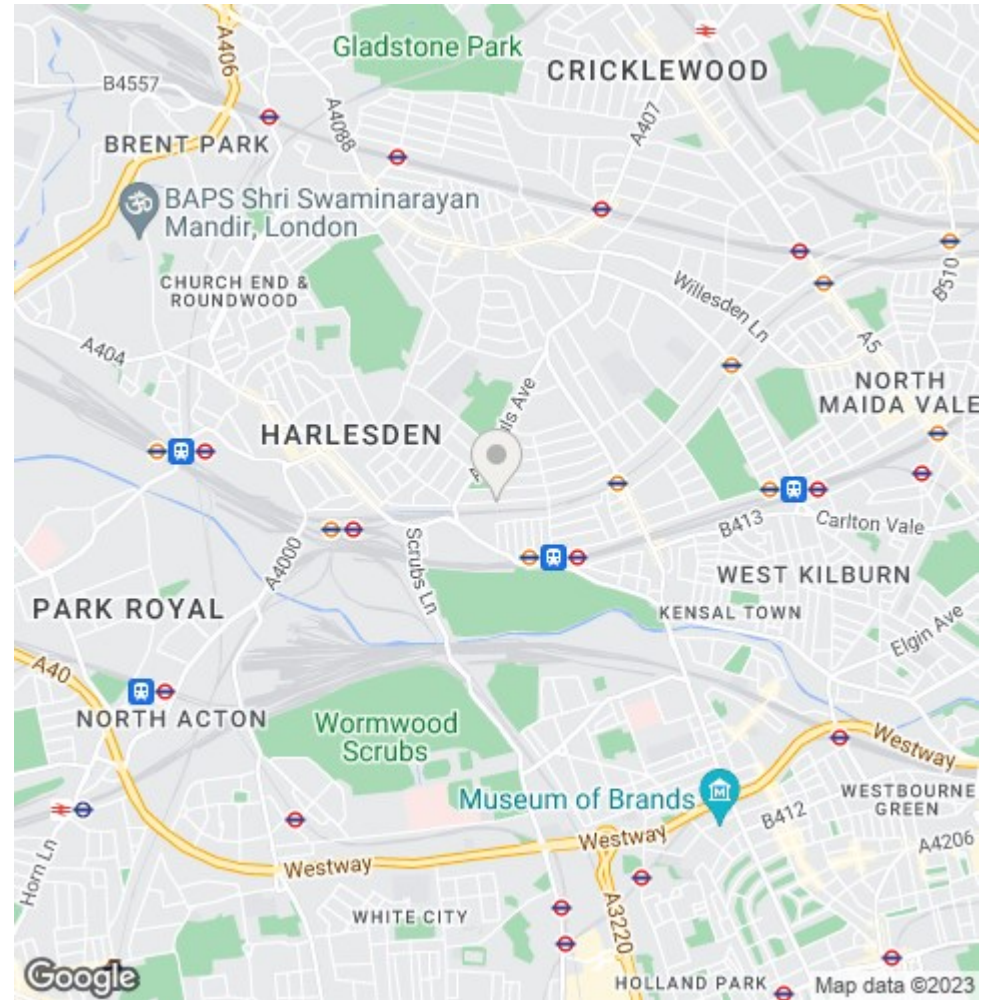 Gladstone Park
CRICKLEWOOD
A406
B4557
A4088
A407
BRENT PARK
BAPS Shri Swaminarayan
Mandir, London
CHURCH END &
ROUNDWOOD
Willesden Ln
B510
A404
A5
NORTH
MAIDA VALE
HARLESDEN
ls Ave
Scrubs Ln
A4000
B413
Carlton Vale
WEST KILBURN
PARK ROYAL
KENSAL TOWN
Elgin Ave
A40
NORTH ACTON
Wormwood
Scrubs
Westway
Museum of Brands
WESTBOURNE
GREEN
B412
A4206
Westway
Westway
Horn Ln
A3220
WHITE CITY
HOLLAND PARK
Google
Map data ©2023